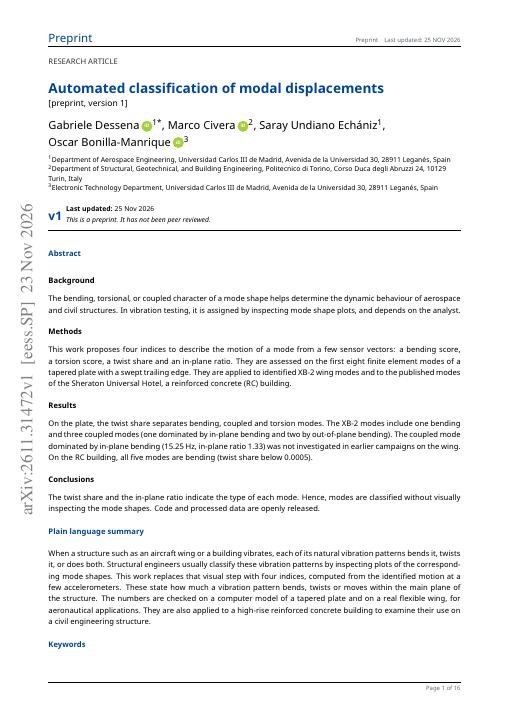 Preprint
Preprint Last updated: 25 NOV 2026
RESEARCH ARTICLE
Automated classification of modal displacements
[preprint, version 1]
Gabriele Dessena iD 1*, Marco Civera iD 2, Saray Undiano Echániz1,
Oscar Bonilla-Manrique iD 3
1Department of Aerospace Engineering, Universidad Carlos III de Madrid, Avenida de la Universidad 30, 28911 Leganés, Spain
2Department of Structural, Geotechnical, and Building Engineering, Politecnico di Torino, Corso Duca degli Abruzzi 24, 10129
Turin, Italy
3Electronic Technology Department, Universidad Carlos III de Madrid, Avenida de la Universidad 30, 28911 Leganés, Spain
v1 Last updated: 25 Nov 2026
This is a preprint. It has not been peer reviewed.
Abstract
Background
The bending, torsional, or coupled character of a mode shape helps determine the dynamic behaviour of aerospace
and civil structures. In vibration testing, it is assigned by inspecting mode shape plots, and depends on the analyst.
Methods
This work proposes four indices to describe the motion of a mode from a few sensor vectors: a bending score,
a torsion score, a twist share and an in-plane ratio. They are assessed on the first eight finite element modes of a
tapered plate with a swept trailing edge. They are applied to identified XB-2 wing modes and to the published modes
of the Sheraton Universal Hotel, a reinforced concrete (RC) building.
Results
On the plate, the twist share separates bending, coupled and torsion modes. The XB-2 modes include one bending
and three coupled modes (one dominated by in-plane bending and two by out-of-plane bending). The coupled mode
dominated by in-plane bending (15.25 Hz, in-plane ratio 1.33) was not investigated in earlier campaigns on the wing.
On the RC building, all five modes are bending (twist share below 0.0005).
Conclusions
The twist share and the in-plane ratio indicate the type of each mode. Hence, modes are classified without visually
inspecting the mode shapes. Code and processed data are openly released.
Plain language summary
When a structure such as an aircraft wing or a building vibrates, each of its natural vibration patterns bends it, twists
it, or does both. Structural engineers usually classify these vibration patterns by inspecting plots of the correspond-
ing mode shapes. This work replaces that visual step with four indices, computed from the identified motion at a
few accelerometers. These state how much a vibration pattern bends, twists or moves within the main plane of
the structure. The numbers are checked on a computer model of a tapered plate and on a real flexible wing, for
aeronautical applications. They are also applied to a high-rise reinforced concrete building to examine their use on
a civil engineering structure.
Keywords
Page 1 of 16
arXiv:2611.31472v1 [eess.SP] 23 Nov 2026